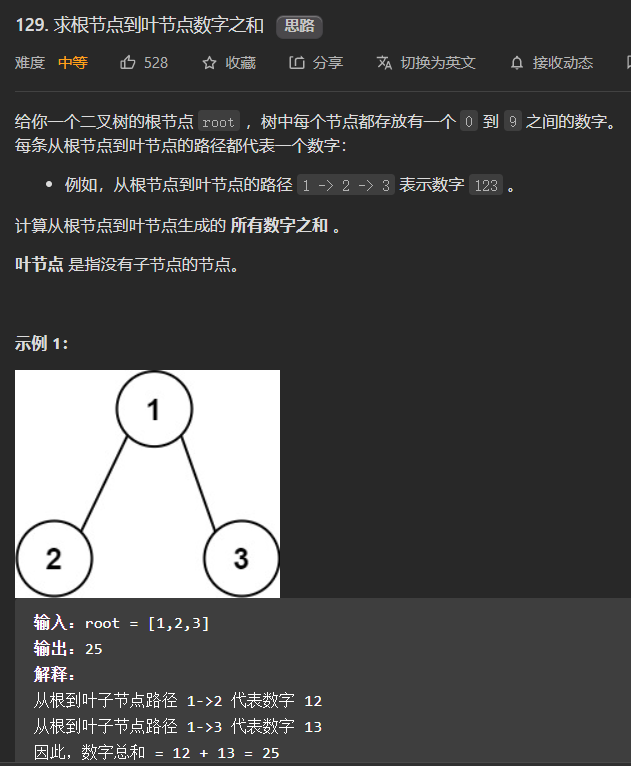 129. 求根节点到叶节点数字之和 思路
难度 中等 528 收藏 分享 切换为英文 接收动态
给你一个二叉树的根节点 root ，树中每个节点都存放有一个 0 到 9 之间的数字。
每条从根节点到叶节点的路径都代表一个数字：
• 例如，从根节点到叶节点的路径 1 -> 2 -> 3 表示数字 123 。
计算从根节点到叶节点生成的 所有数字之和 。
叶节点 是指没有子节点的节点。
示例 1：
1
2 3
输入：root = [1,2,3]
输出：25
解释：
从根到叶子节点路径 1->2 代表数字 12
从根到叶子节点路径 1->3 代表数字 13
因此，数字总和 = 12 + 13 = 25